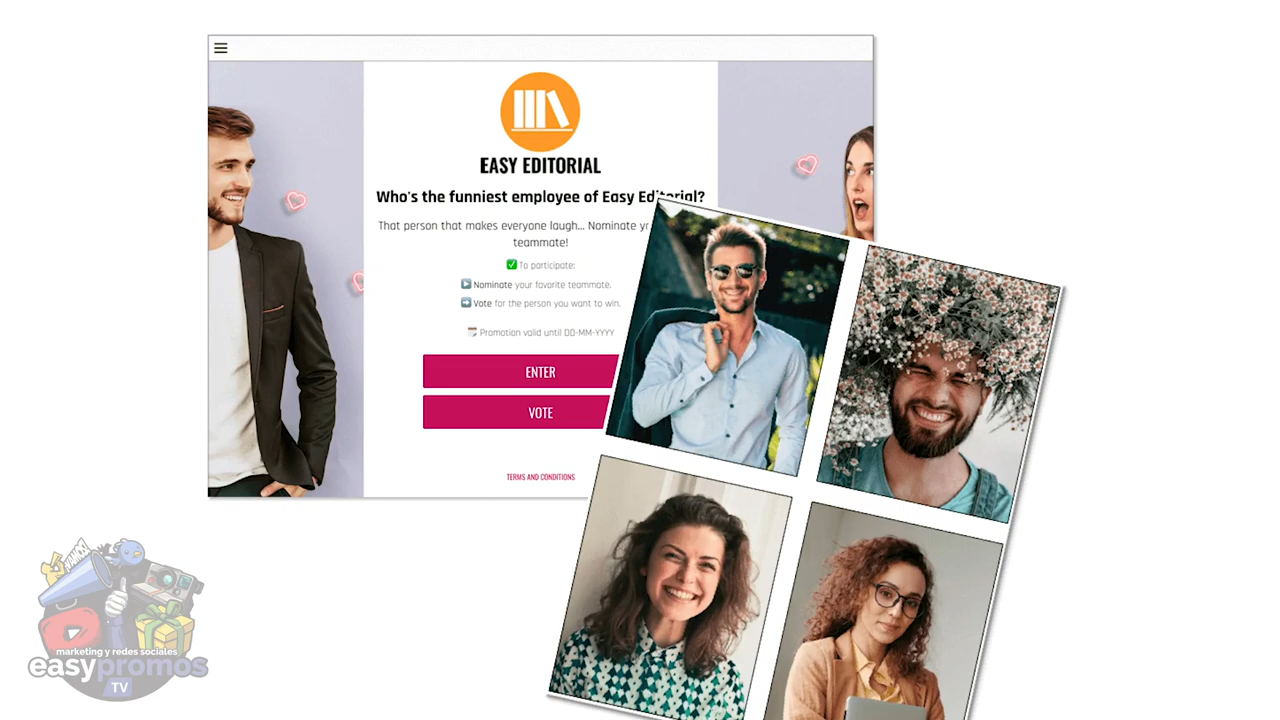 EASY EDITORIAL
Who's the funniest employee of Easy Editorial?
That person that makes everyone laugh... Nominate
teammate!
✅ To participate:
▶️ Nominate your favorite teammate.
➡️ Vote for the person you want to win.
🗓️ Promotion valid until DD-MM-YYYY
ENTER
VOTE
TERMS AND CONDITIONS
marketing y redes sociales
easypromos
TV